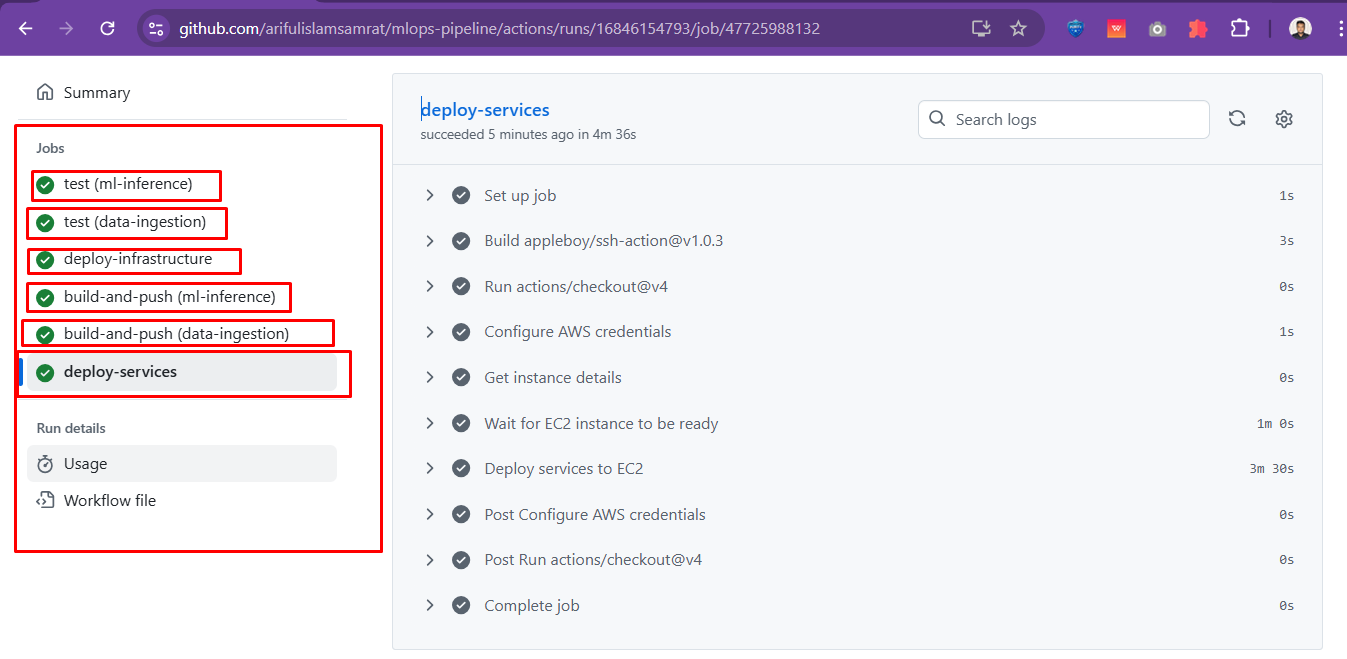 github.com/arifulislamsamrat/mlops-pipeline/actions/runs/16846154793/job/47725988132
Summary
Jobs
test (ml-inference)
test (data-ingestion)
deploy-infrastructure
build-and-push (ml-inference)
build-and-push (data-ingestion)
deploy-services
Run details
Usage
Workflow file
deploy-services
succeeded 5 minutes ago in 4m 36s
Search logs
Set up job 1s
Build appleboy/ssh-action@v1.0.3 3s
Run actions/checkout@v4 0s
Configure AWS credentials 1s
Get instance details 0s
Wait for EC2 instance to be ready 1m 0s
Deploy services to EC2 3m 30s
Post Configure AWS credentials 0s
Post Run actions/checkout@v4 0s
Complete job 0s